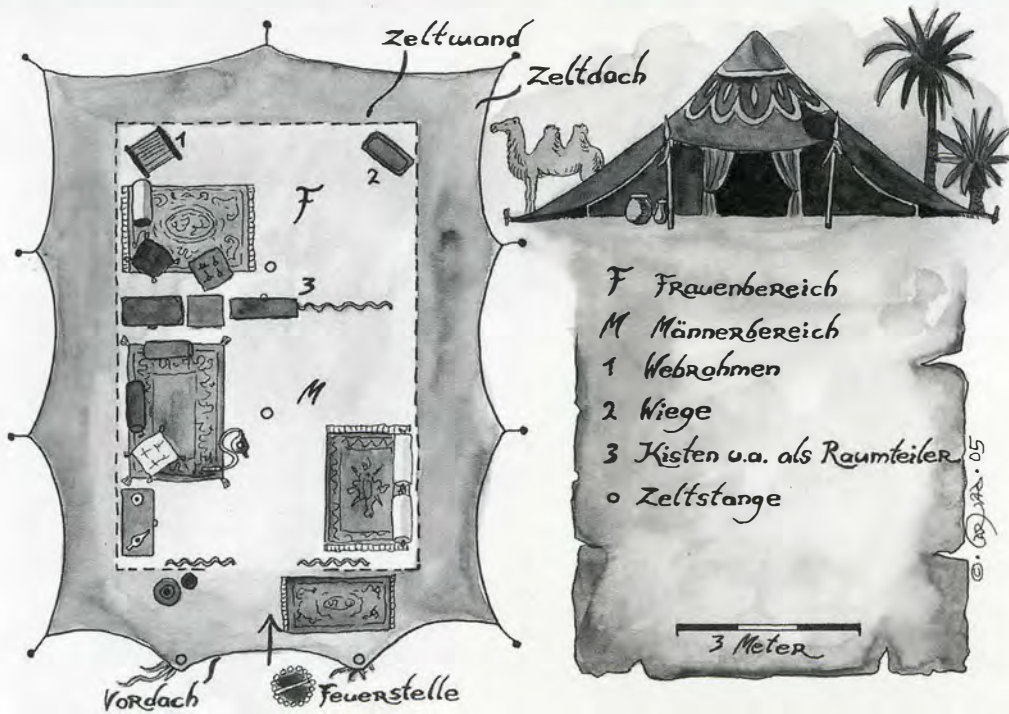 Zeltwand
Zeltdach
1
2
F
3
M
F Frauenbereich
M Männerbereich
1 Webrahmen
2 Wiege
3 Kisten u.a. als Raumteiler
o Zeltstange
3 Meter
Vordach
Feuerstelle